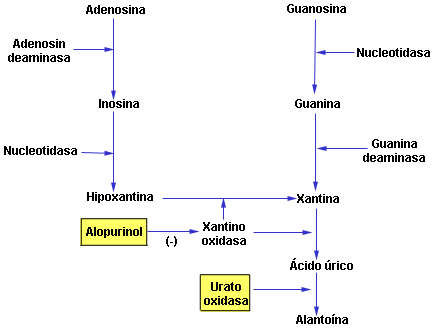 Adenosina
Guanosina
Adenosin
deaminasa
Nucleotidasa
Inosina
Guanina
Nucleotidasa
Guanina
deaminasa
Hipoxantina
Xantina
Alopurinol
(-)
Xantino
oxidasa
Ácido úrico
Urato
oxidasa
Alantoína